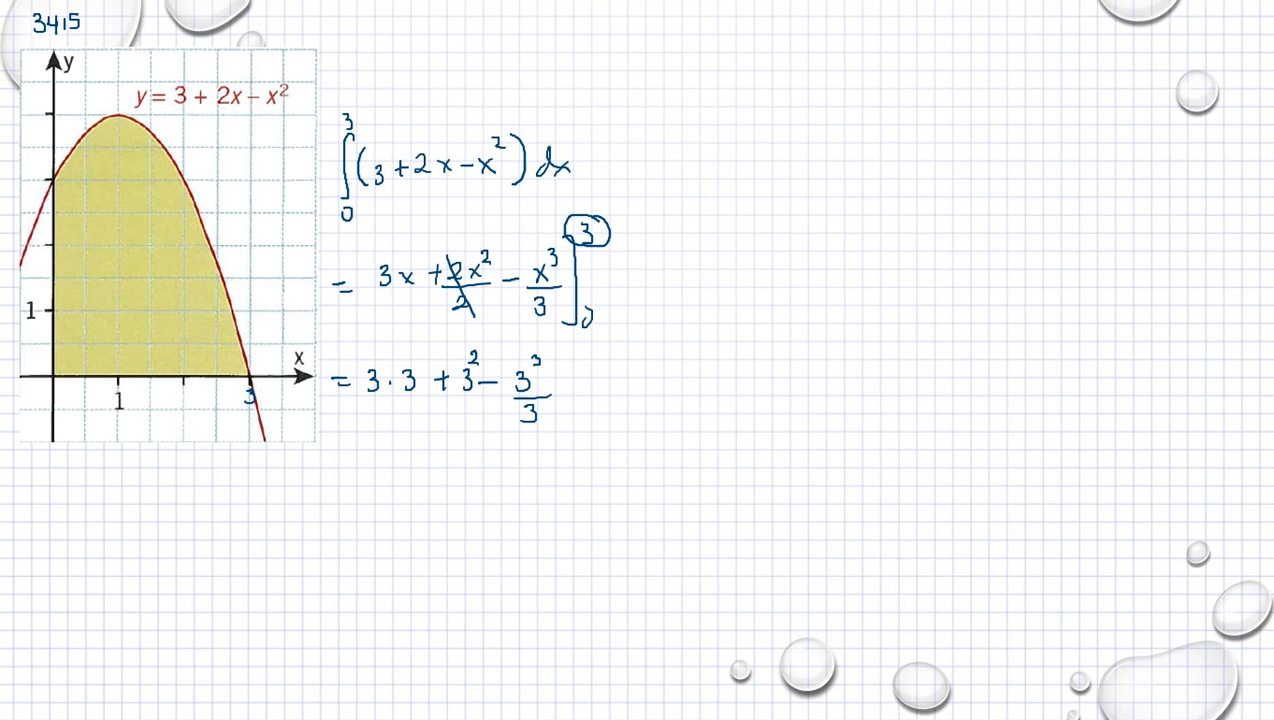 3415
y
y = 3 + 2x − x²
1
x
1
3
∫₀³ (3 + 2x − x²) dx
= 3x + 2x²/2 − x³/3 ]₀³
= 3 · 3 + 3² − 3³/3